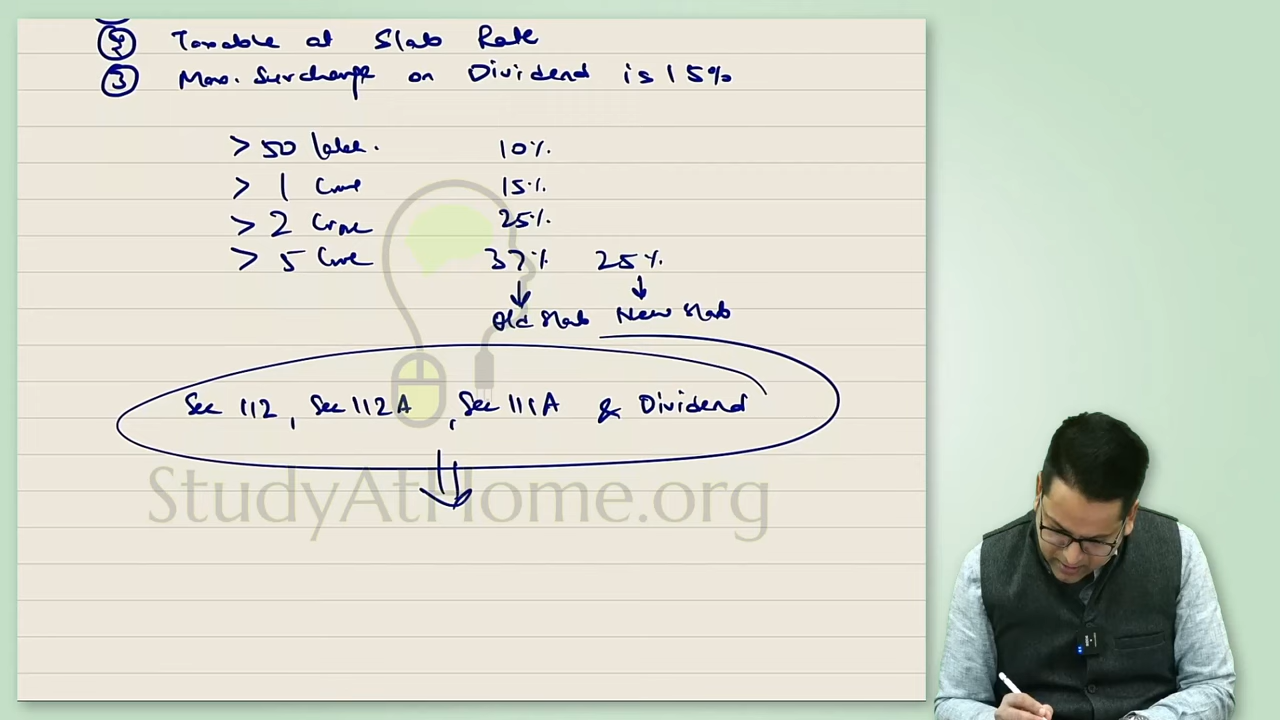 ② Taxable at Slab Rate
③ Max. Surcharge on Dividend is 15%
> 50 lakh. 10%
> 1 Crore 15%
> 2 Crore 25%
> 5 Crore 37% 25%
Old Slab New Slab
Sec 112, Sec 112A, Sec 111A & Dividend
StudyAtHome.org